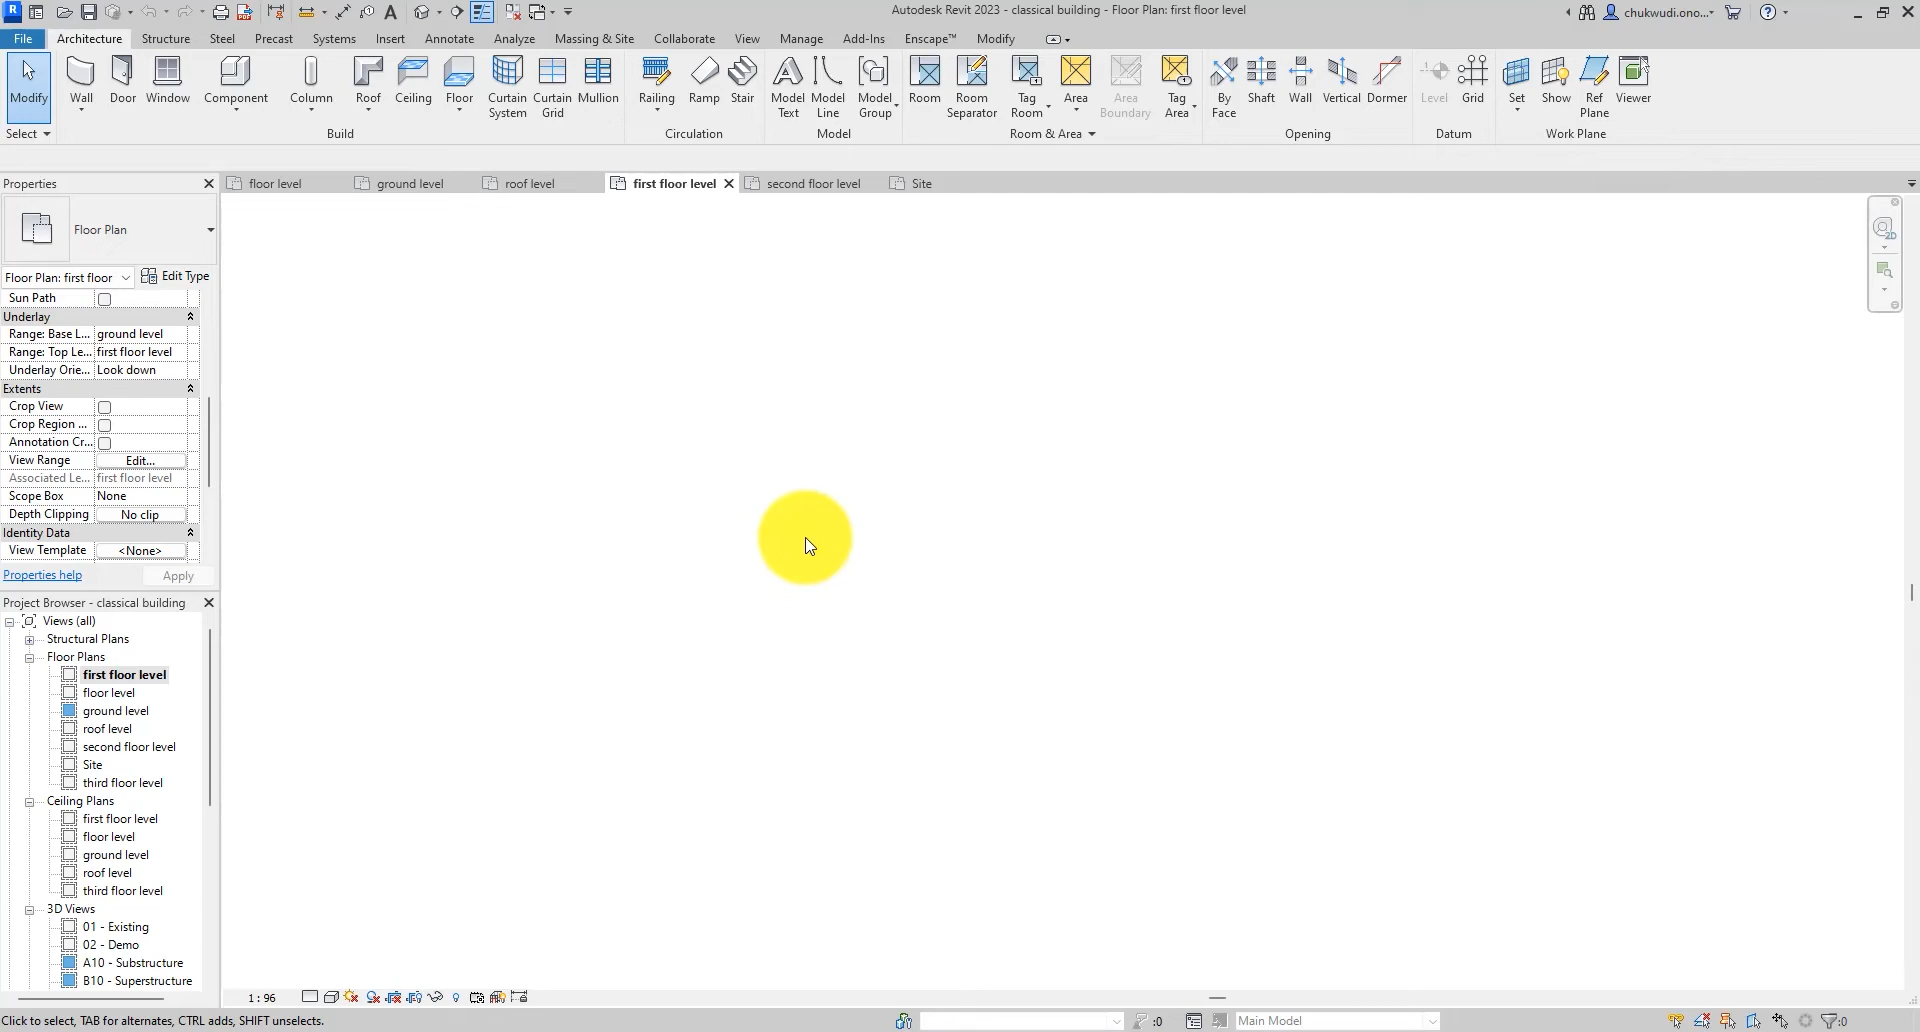 Autodesk Revit 2023 - classical building - Floor Plan: first floor level
chukwudi.ono...
File Architecture Structure Steel Precast Systems Insert Annotate Analyze Massing & Site Collaborate View Manage Add-Ins Enscape™ Modify
Modify Wall Door Window Component Column Roof Ceiling Floor Curtain System Curtain Grid Mullion Railing Ramp Stair Model Text Model Line Model Group Room Room Separator Tag Room Area Area Boundary Tag Area By Face Shaft Wall Vertical Dormer Level Grid Set Show Ref Plane Viewer
Select Build Circulation Model Room & Area Opening Datum Work Plane
Properties
floor level ground level roof level first floor level second floor level Site
Floor Plan
Floor Plan: first floor Edit Type
Sun Path
Underlay
Range: Base L... ground level
Range: Top Le... first floor level
Underlay Orie... Look down
Extents
Crop View
Crop Region ...
Annotation Cr...
View Range Edit...
Associated Le... first floor level
Scope Box None
Depth Clipping No clip
Identity Data
View Template <None>
Properties help Apply
Project Browser - classical building
Views (all)
Structural Plans
Floor Plans
first floor level
floor level
ground level
roof level
second floor level
Site
third floor level
Ceiling Plans
first floor level
floor level
ground level
roof level
third floor level
3D Views
01 - Existing
02 - Demo
A10 - Substructure
B10 - Superstructure
2D
1 : 96
Click to select, TAB for alternates, CTRL adds, SHIFT unselects.
:0
Main Model
:0